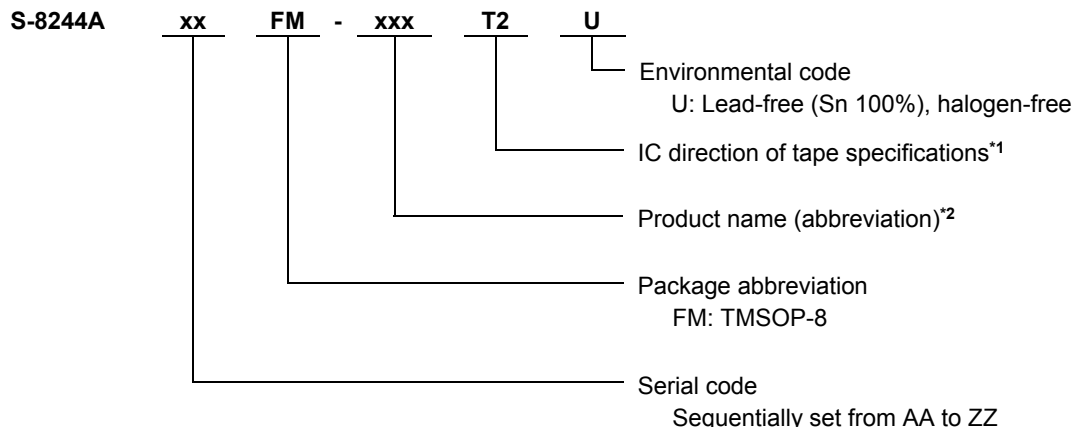 S-8244A xx FM - xxx T2 U
Environmental code
U: Lead-free (Sn 100%), halogen-free
IC direction of tape specifications*1
Product name (abbreviation)*2
Package abbreviation
FM: TMSOP-8
Serial code
Sequentially set from AA to ZZ